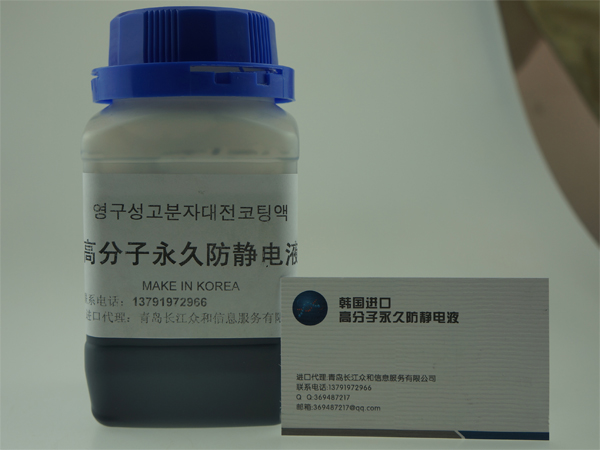 영구성고분자대전코팅액
高分子永久防静电液
MAKE IN KOREA
联系电话：13791972966
进口代理：青岛长江众和信息服务有限
韩国进口
高分子永久防静电液
进口代理:青岛长江众和信息服务有限公司
联系电话:13791972966
Q Q:369487217
邮箱:369487217@qq.com